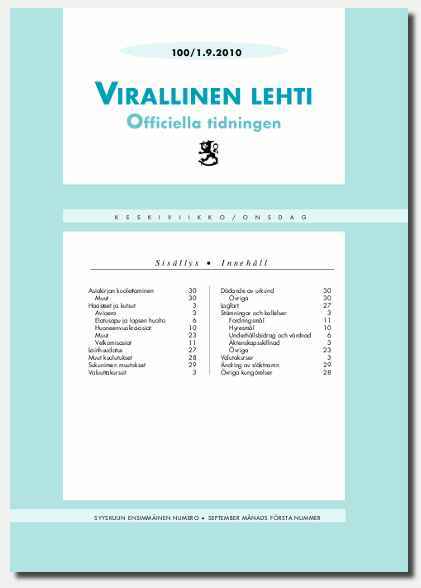 100/1.9.2010
VIRALLINEN LEHTI
Officiella tidningen
KESKIVIIKKO/ONSDAG
Sisällys • Innehåll
Asiakirjan kuolettaminen 30
Muut 30
Haasteet ja kutsut 3
Avioero 3
Elatusapu ja lapsen huolto 6
Huoneenvuokraasiat 10
Muut 23
Velkomisasiat 11
Lainhuudatus 27
Muut kuulutukset 28
Sukunimen muutokset 29
Valuuttakurssit 3
Dödande av urkund 30
Övriga 30
Lagfart 27
Stämningar och kallelser 3
Fordringsmål 11
Hyresmål 10
Underhållsbidrag och vårdnad 6
Äktenskapsskillnad 3
Övriga 23
Valutakurser 3
Ändring av släktnamn 29
Övriga kungörelser 28
SYYSKUUN ENSIMMÄINEN NUMERO • SEPTEMBER MÅNADS FÖRSTA NUMMER